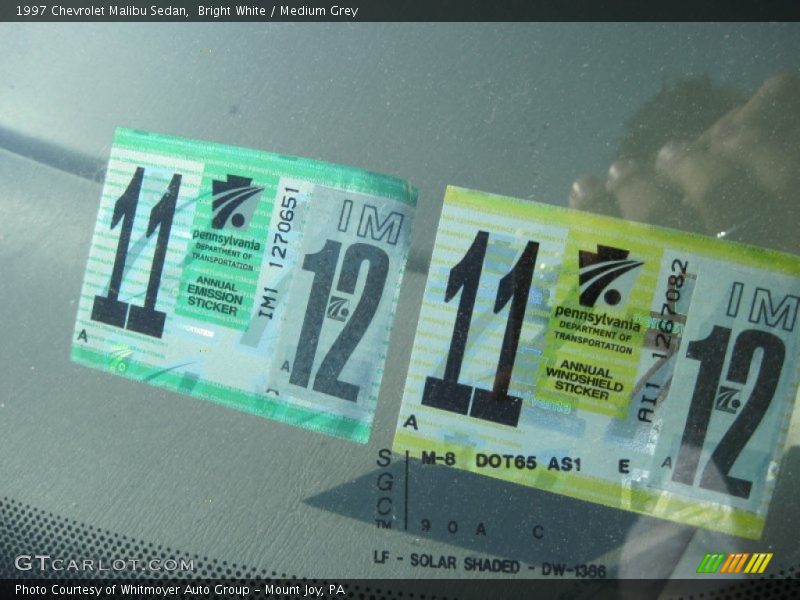 1997 Chevrolet Malibu Sedan,  Bright White / Medium Grey
11
pennsylvania
DEPARTMENT OF
TRANSPORTATION
ANNUAL
EMISSION
STICKER
IM1 1270651
IM
12
A
A
11
pennsylvania
DEPARTMENT OF
TRANSPORTATION
ANNUAL
WINDSHIELD
STICKER
AI1 1267082
IM
12
A
A
SGC™
M-8 DOT65 AS1 E
90A C
LF - SOLAR SHADED - DW-1386
GTCARLOT.COM
Photo Courtesy of Whitmoyer Auto Group - Mount Joy, PA